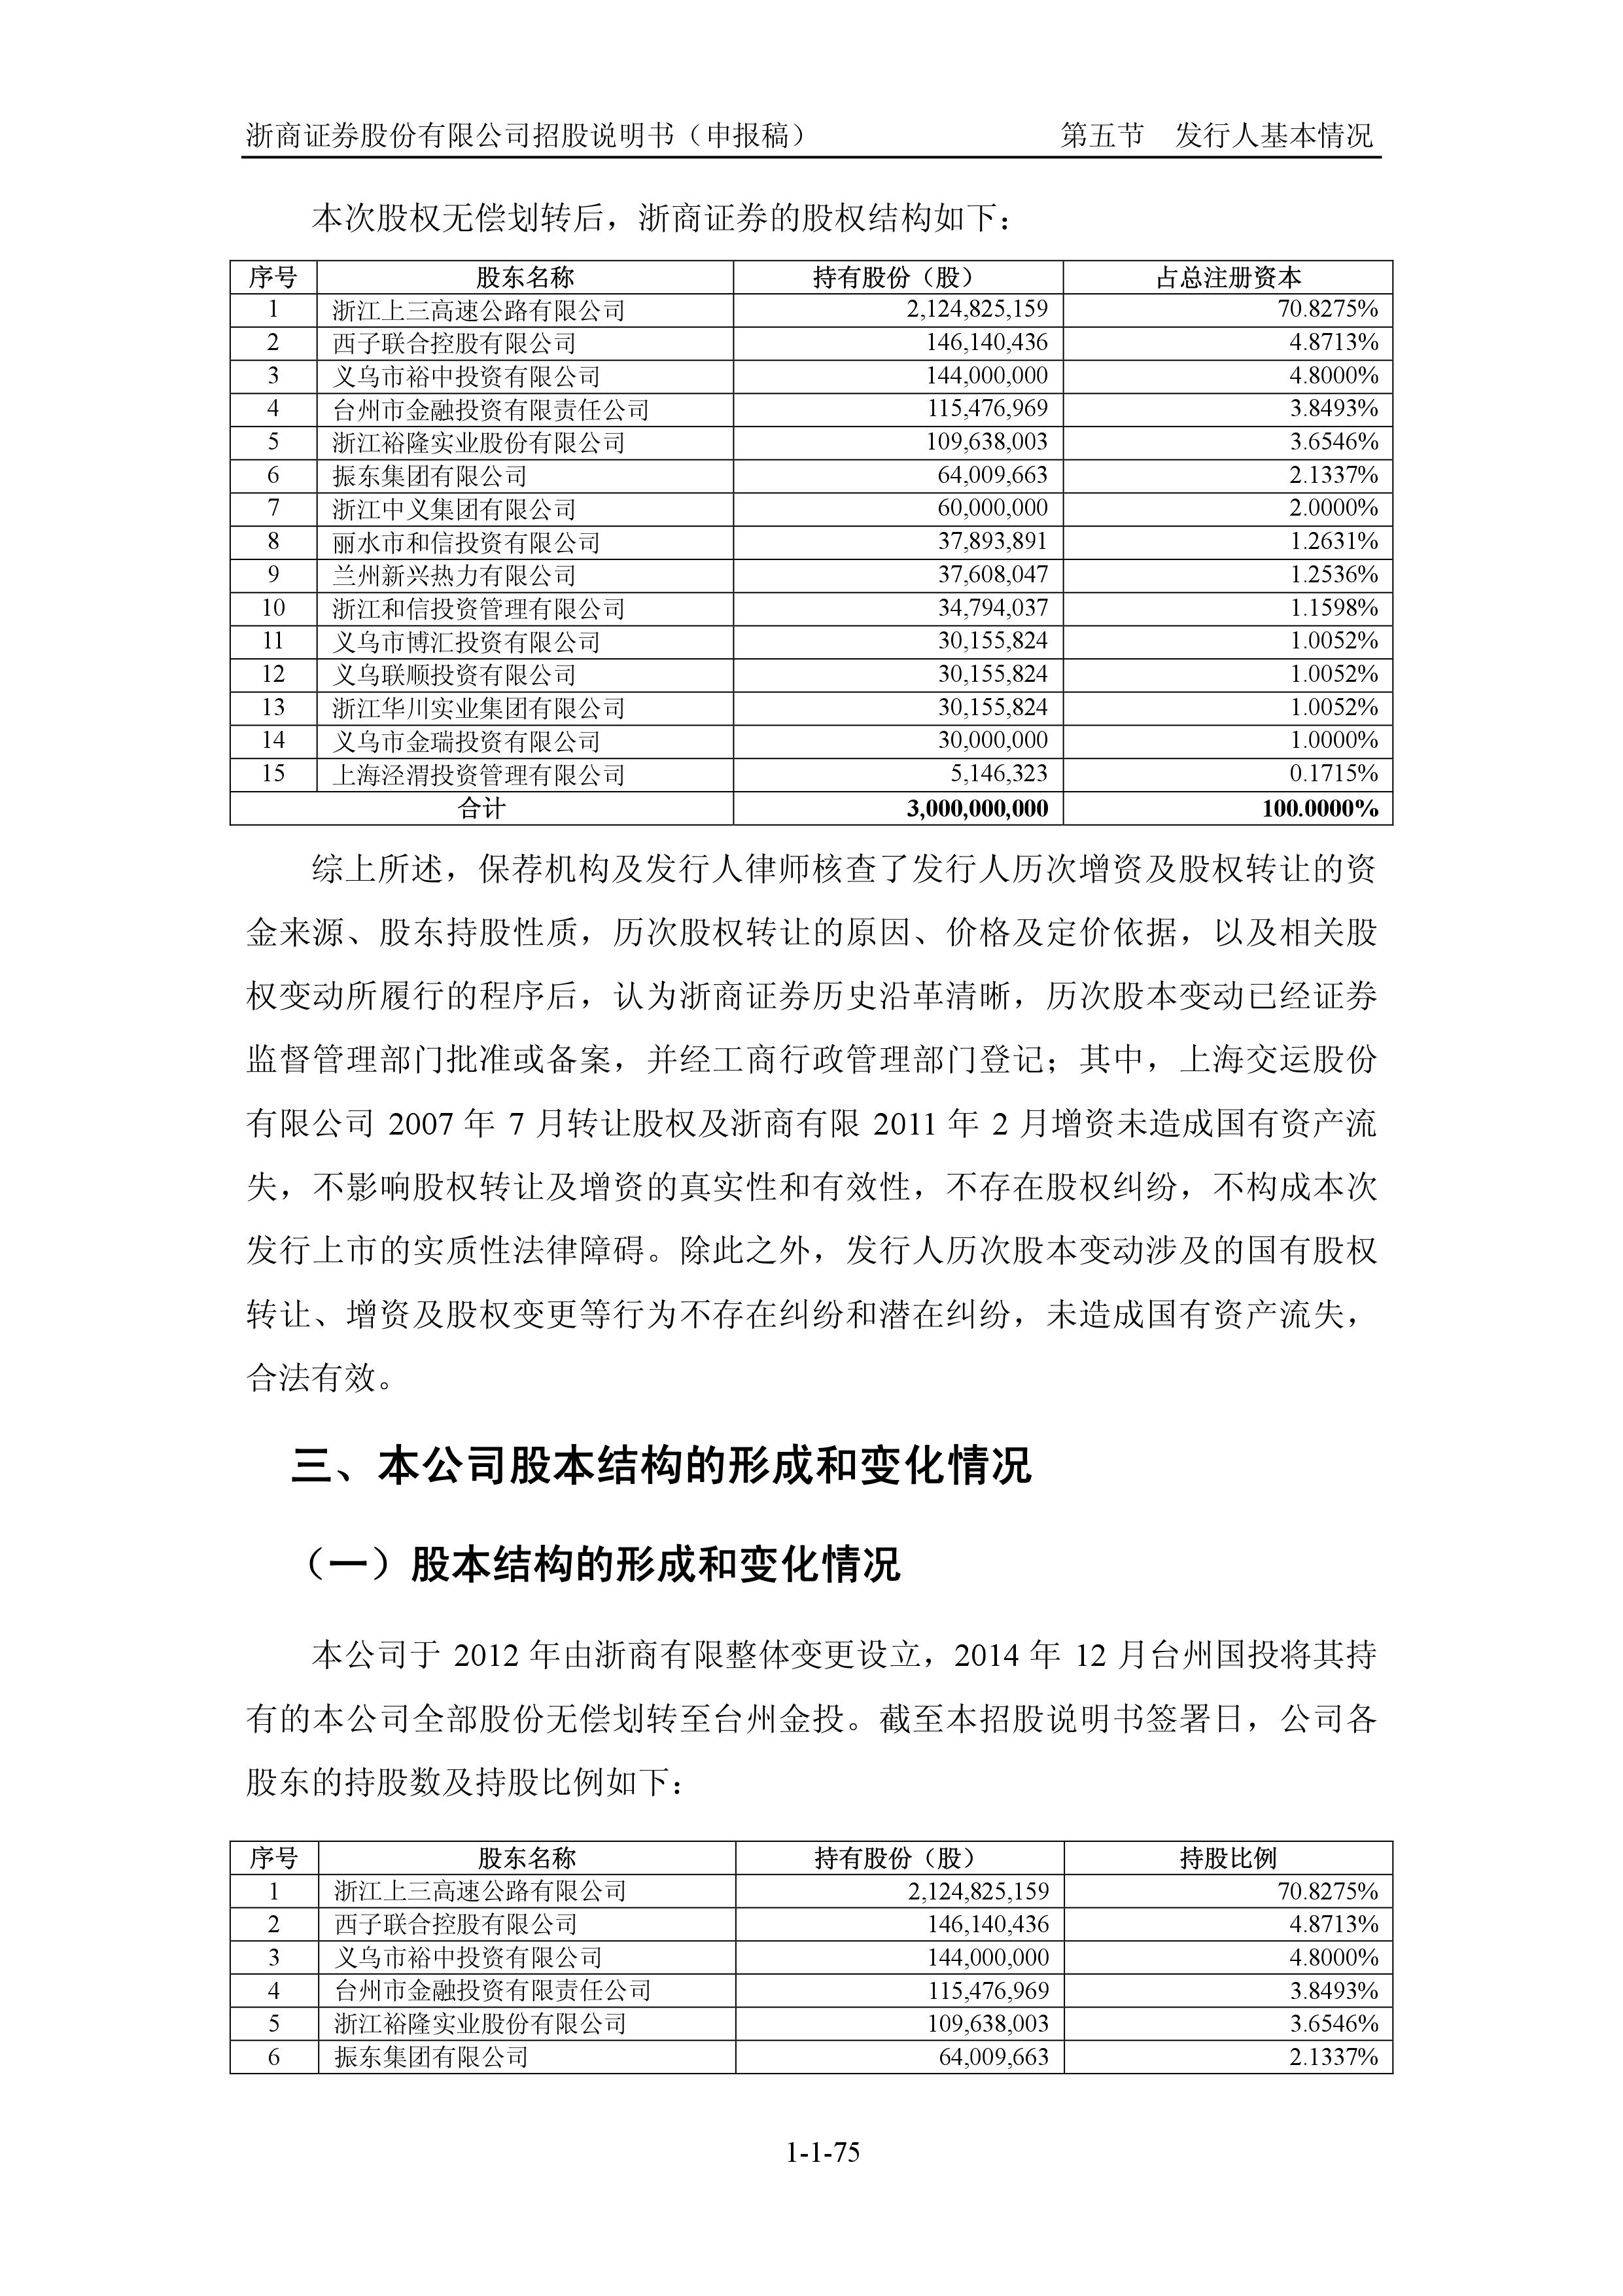 浙商证券股份有限公司招股说明书（申报稿） 第五节 发行人基本情况
本次股权无偿划转后，浙商证券的股权结构如下：
序号 股东名称 持有股份（股） 占总注册资本
1 浙江上三高速公路有限公司 2,124,825,159 70.8275%
2 西子联合控股有限公司 146,140,436 4.8713%
3 义乌市裕中投资有限公司 144,000,000 4.8000%
4 台州市金融投资有限责任公司 115,476,969 3.8493%
5 浙江裕隆实业股份有限公司 109,638,003 3.6546%
6 振东集团有限公司 64,009,663 2.1337%
7 浙江中义集团有限公司 60,000,000 2.0000%
8 丽水市和信投资有限公司 37,893,891 1.2631%
9 兰州新兴热力有限公司 37,608,047 1.2536%
10 浙江和信投资管理有限公司 34,794,037 1.1598%
11 义乌市博汇投资有限公司 30,155,824 1.0052%
12 义乌联顺投资有限公司 30,155,824 1.0052%
13 浙江华川实业集团有限公司 30,155,824 1.0052%
14 义乌市金瑞投资有限公司 30,000,000 1.0000%
15 上海泾渭投资管理有限公司 5,146,323 0.1715%
合计 3,000,000,000 100.0000%
综上所述，保荐机构及发行人律师核查了发行人历次增资及股权转让的资
金来源、股东持股性质，历次股权转让的原因、价格及定价依据，以及相关股
权变动所履行的程序后，认为浙商证券历史沿革清晰，历次股本变动已经证券
监督管理部门批准或备案，并经工商行政管理部门登记；其中，上海交运股份
有限公司 2007 年 7 月转让股权及浙商有限 2011 年 2 月增资未造成国有资产流
失，不影响股权转让及增资的真实性和有效性，不存在股权纠纷，不构成本次
发行上市的实质性法律障碍。除此之外，发行人历次股本变动涉及的国有股权
转让、增资及股权变更等行为不存在纠纷和潜在纠纷，未造成国有资产流失，
合法有效。
三、本公司股本结构的形成和变化情况
（一）股本结构的形成和变化情况
本公司于 2012 年由浙商有限整体变更设立，2014 年 12 月台州国投将其持
有的本公司全部股份无偿划转至台州金投。截至本招股说明书签署日，公司各
股东的持股数及持股比例如下：
序号 股东名称 持有股份（股） 持股比例
1 浙江上三高速公路有限公司 2,124,825,159 70.8275%
2 西子联合控股有限公司 146,140,436 4.8713%
3 义乌市裕中投资有限公司 144,000,000 4.8000%
4 台州市金融投资有限责任公司 115,476,969 3.8493%
5 浙江裕隆实业股份有限公司 109,638,003 3.6546%
6 振东集团有限公司 64,009,663 2.1337%
1-1-75